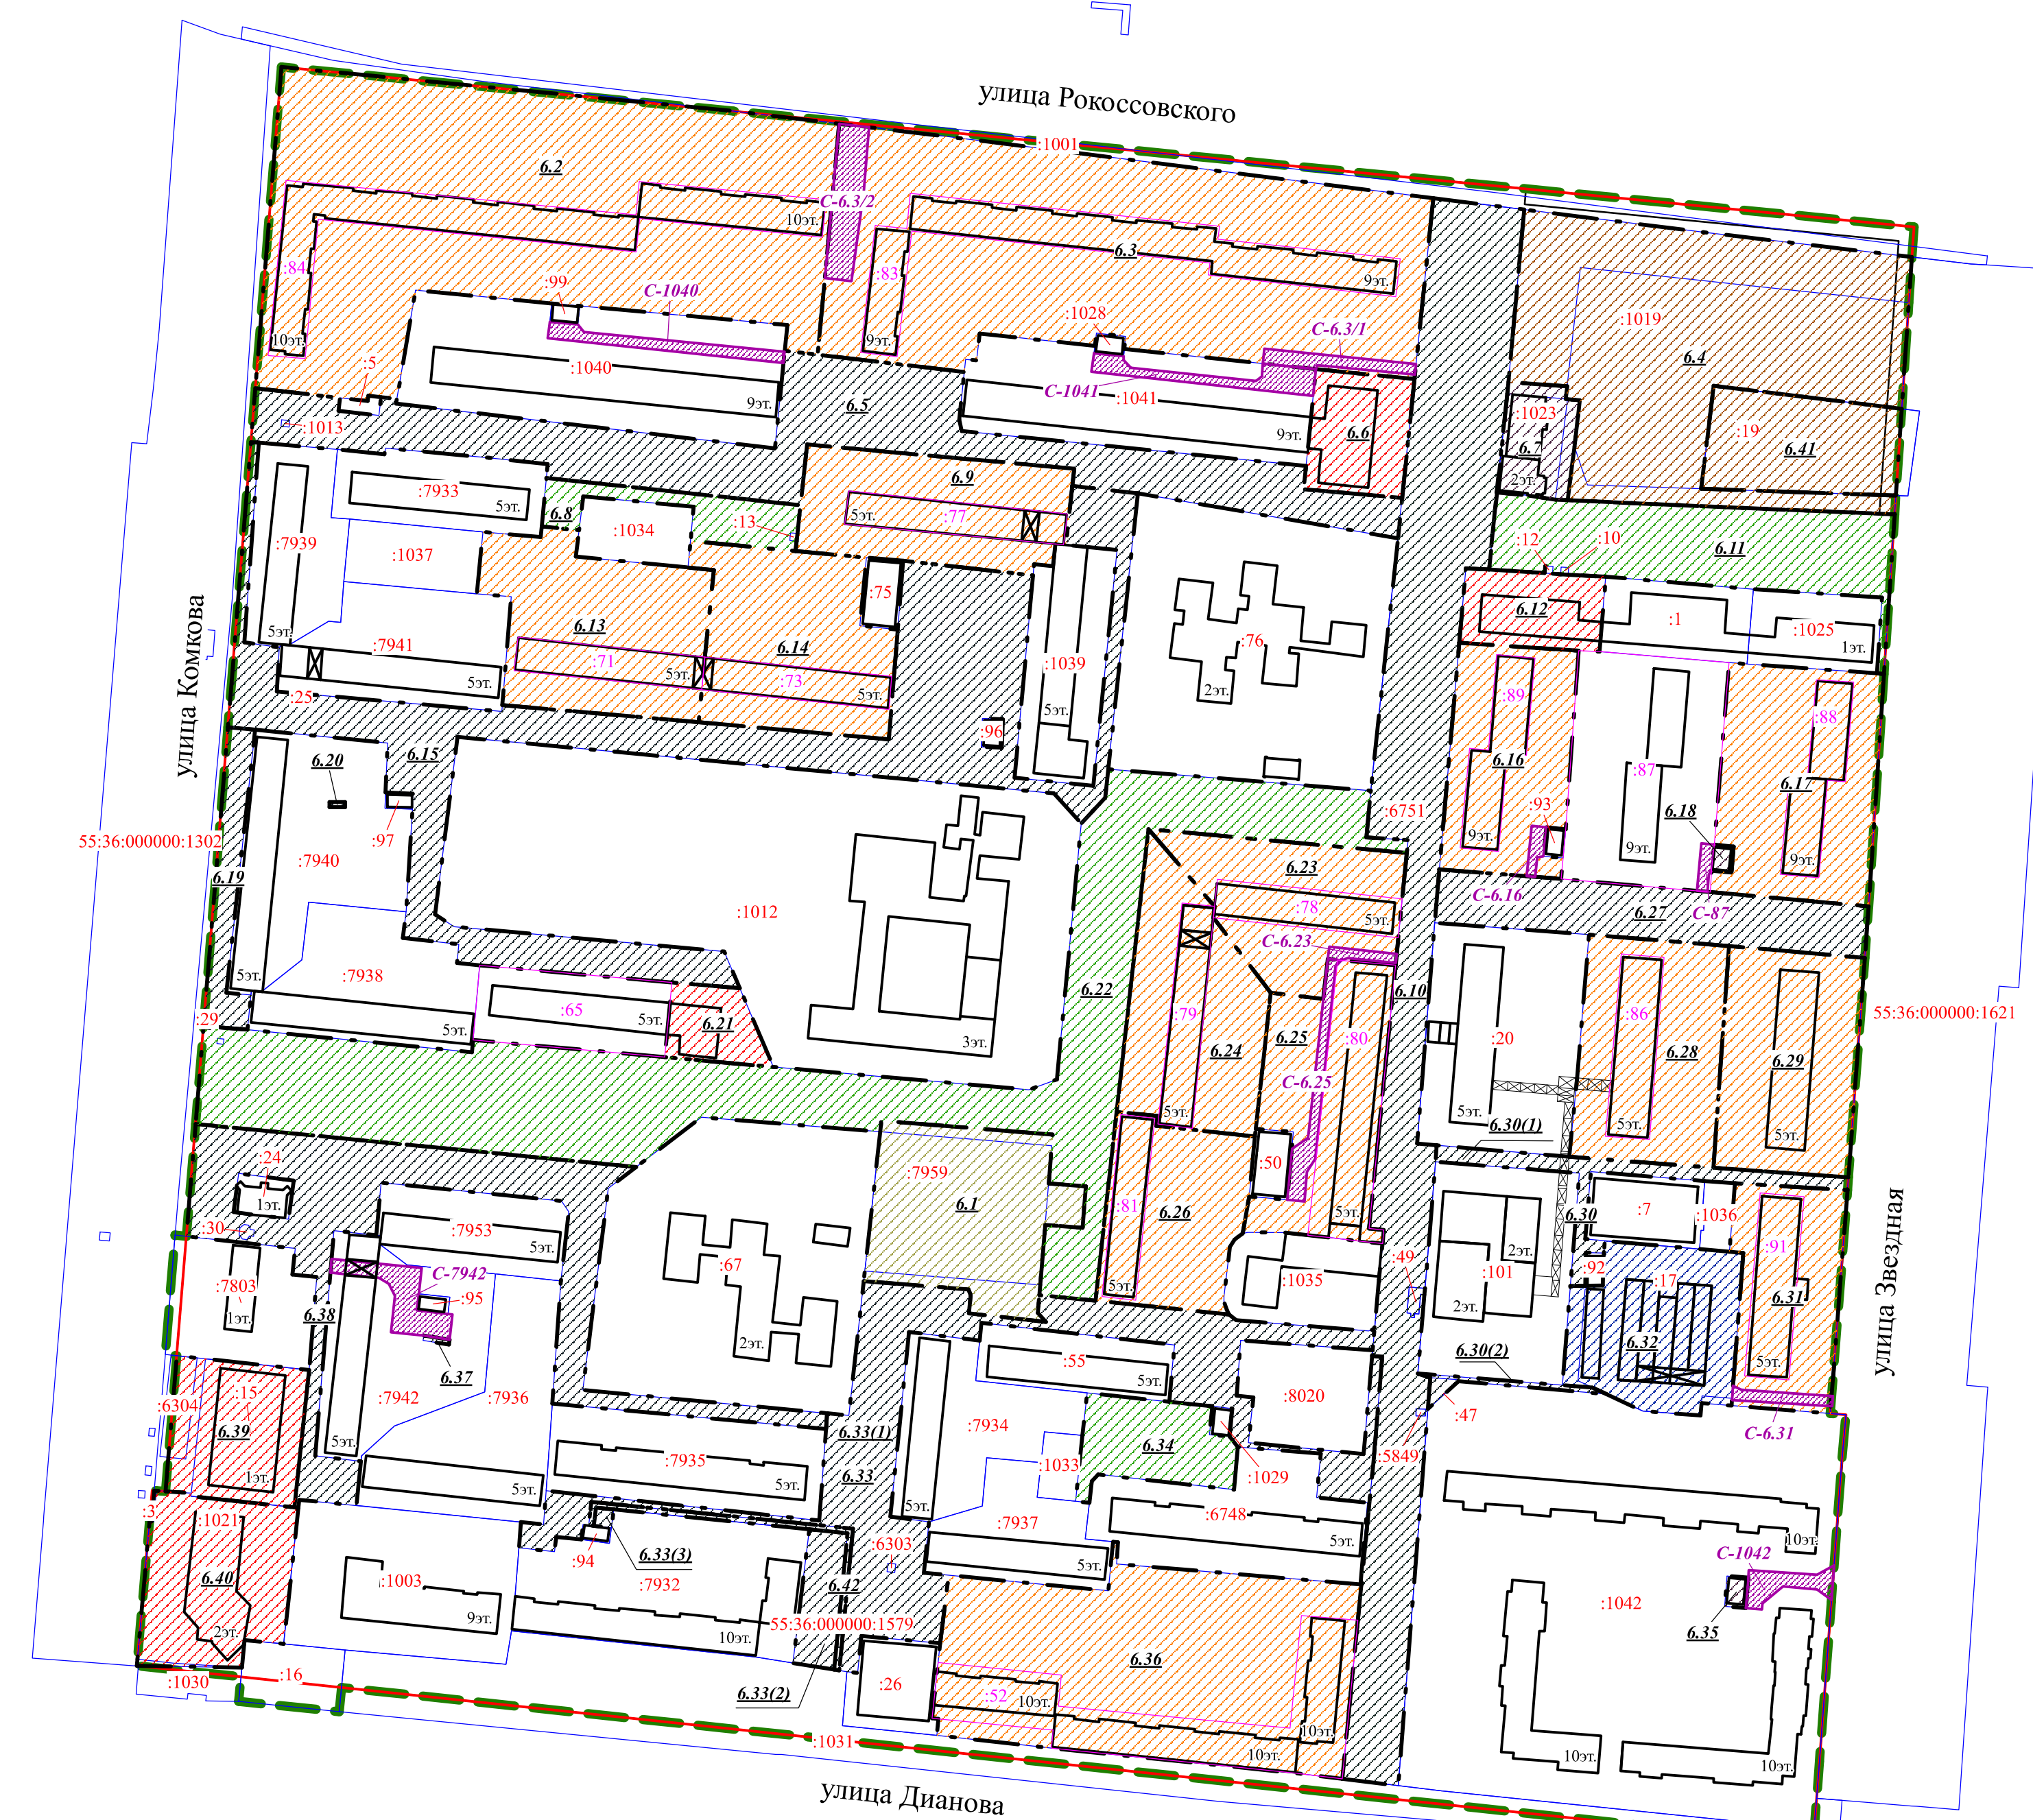 улица Рокоссовского
:1001
6.2
С-6.3/2
10эт.
6.3
:84
:83
9эт.
:99
С-1040
:1028
С-6.3/1
:1019
6.4
10эт.
9эт.
:5
:1040
9эт.
С-1041
:1041
9эт.
6.5
6.6
:1023
6.7
2эт.
:19
6.41
:1013
:7933
5эт.
6.9
6.8
:13
5эт.
:77
:1034
:7939
:1037
:12
:10
6.11
:75
6.12
:1
:1025
1эт.
6.13
6.14
:76
2эт.
5эт.
:7941
5эт.
:71
5эт.
:73
5эт.
:1039
5эт.
:25
:96
:89
:88
улица Комкова
6.20
6.15
6.16
:87
6.17
:97
:6751
:93
6.18
9эт.
9эт.
9эт.
55:36:000000:1302
:7940
6.19
6.23
:78
5эт.
С-6.16
С-87
6.27
:1012
С-6.23
5эт.
:7938
5эт.
:65
5эт.
6.21
3эт.
6.22
:79
6.10
:29
6.24
6.25
:80
С-6.25
5эт.
:20
5эт.
:86
6.28
5эт.
6.29
5эт.
55:36:000000:1621
6.30(1)
:24
1эт.
:30
:7959
6.1
:50
:81
6.26
5эт.
5эт.
6.30
:7
:1036
:7953
5эт.
:67
2эт.
:49
:101
2эт.
2эт.
:92
:17
:91
6.31
5эт.
6.32
:7803
1эт.
С-7942
:95
6.38
6.37
:1035
улица Звездная
:6304
:15
6.39
1эт.
:7942
5эт.
:7936
5эт.
:55
5эт.
6.30(2)
:8020
:47
С-6.31
:7934
5эт.
6.33(1)
6.33
:7935
5эт.
:1033
6.34
:1029
:5849
:3
:1021
6.40
2эт.
:94
6.33(3)
:7932
10эт.
:1003
9эт.
:6303
:7937
5эт.
:6748
5эт.
6.42
55:36:000000:1579
10эт.
С-1042
:1042
6.35
10эт.
10эт.
:1030
:16
6.33(2)
:26
:52
10эт.
6.36
10эт.
10эт.
:1031
улица Дианова